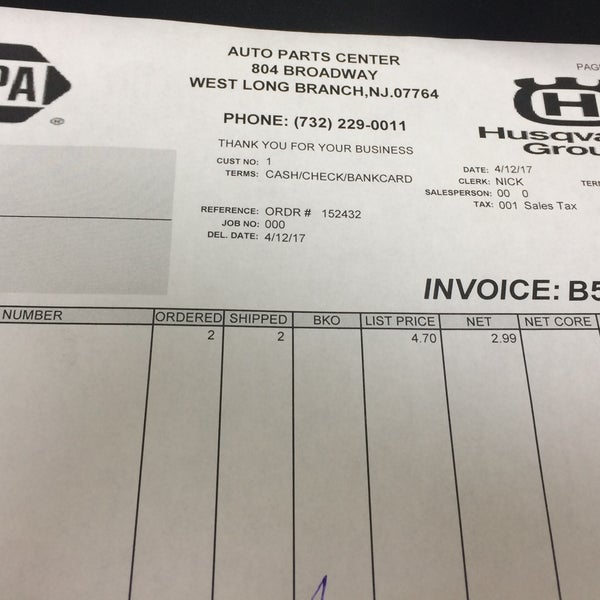 PA
®
AUTO PARTS CENTER
804 BROADWAY
WEST LONG BRANCH,NJ.07764
PHONE: (732) 229-0011
THANK YOU FOR YOUR BUSINESS
CUST NO: 1
TERMS: CASH/CHECK/BANKCARD
REFERENCE: ORDR # 152432
JOB NO: 000
DEL. DATE: 4/12/17
PAG
H
Husqva
Grou
DATE: 4/12/17
CLERK: NICK
TERM
SALESPERSON: 00 0
TAX: 001 Sales Tax
INVOICE: B5
NUMBER ORDERED SHIPPED BKO LIST PRICE NET NET CORE
2 2 4.70 2.99